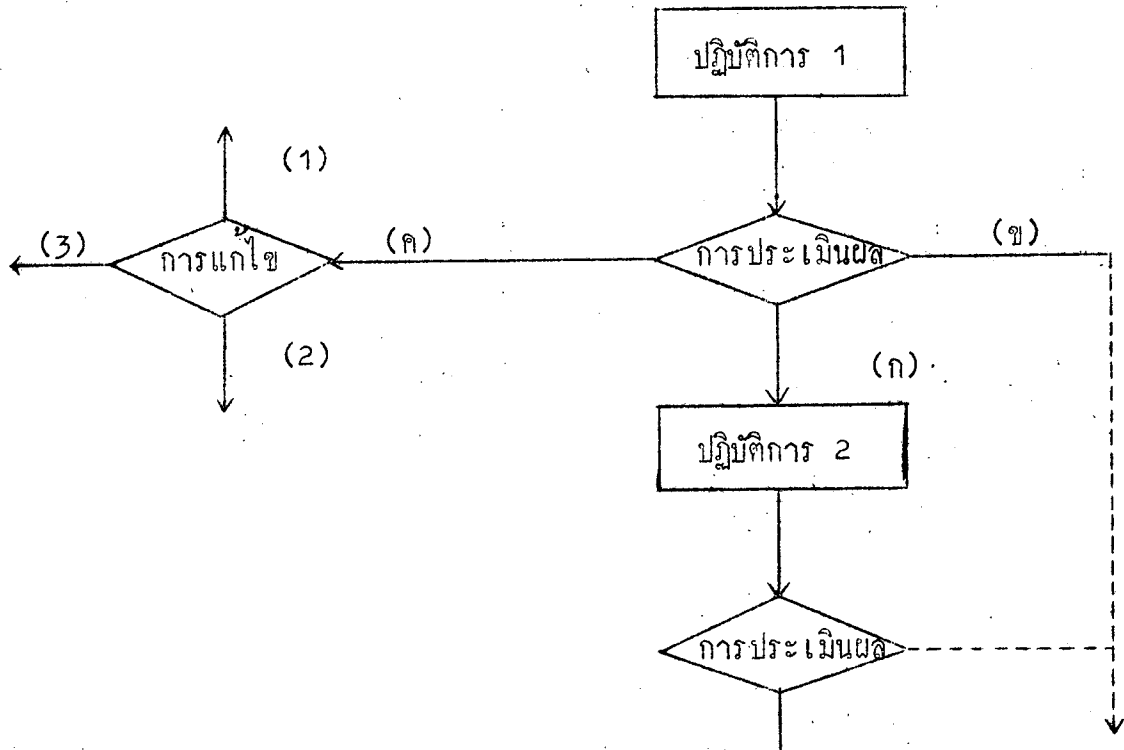 ปฏิบัติการ 1
(1)
(3)
การแก้ไข
(ค)
การประเมินผล
(ข)
(2)
(ก)
ปฏิบัติการ 2
การประเมินผล